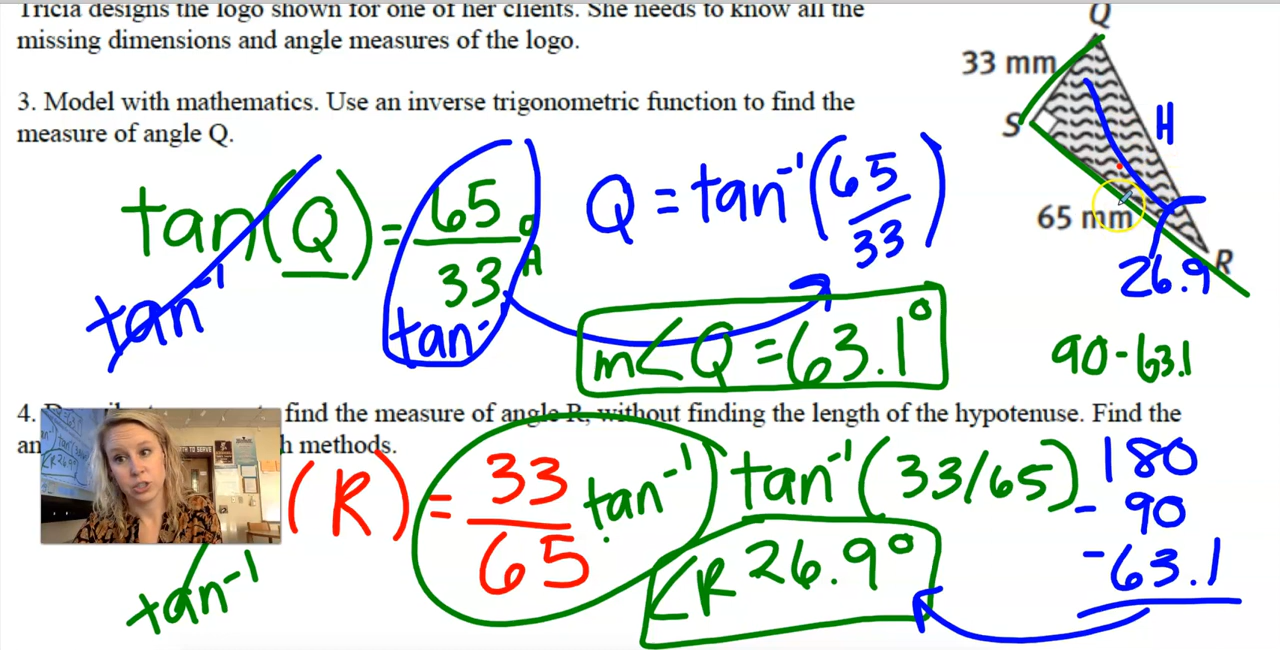 Tricia designs the logo shown for one of her clients. She needs to know all the
missing dimensions and angle measures of the logo.
3. Model with mathematics. Use an inverse trigonometric function to find the
measure of angle Q.
Q
33 mm
S
H
65 mm
R
26.9
tan(Q) = 65/33
O
A
tan⁻¹
tan⁻
Q = tan⁻¹(65/33)
m∠Q = 63.1°
90-63.1
4. find the measure of angle R, without finding the length of the hypotenuse. Find the
an methods.
(R) = 33/65 tan⁻¹
tan⁻¹
tan⁻¹(33/65)
∠R 26.9°
180
- 90
- 63.1